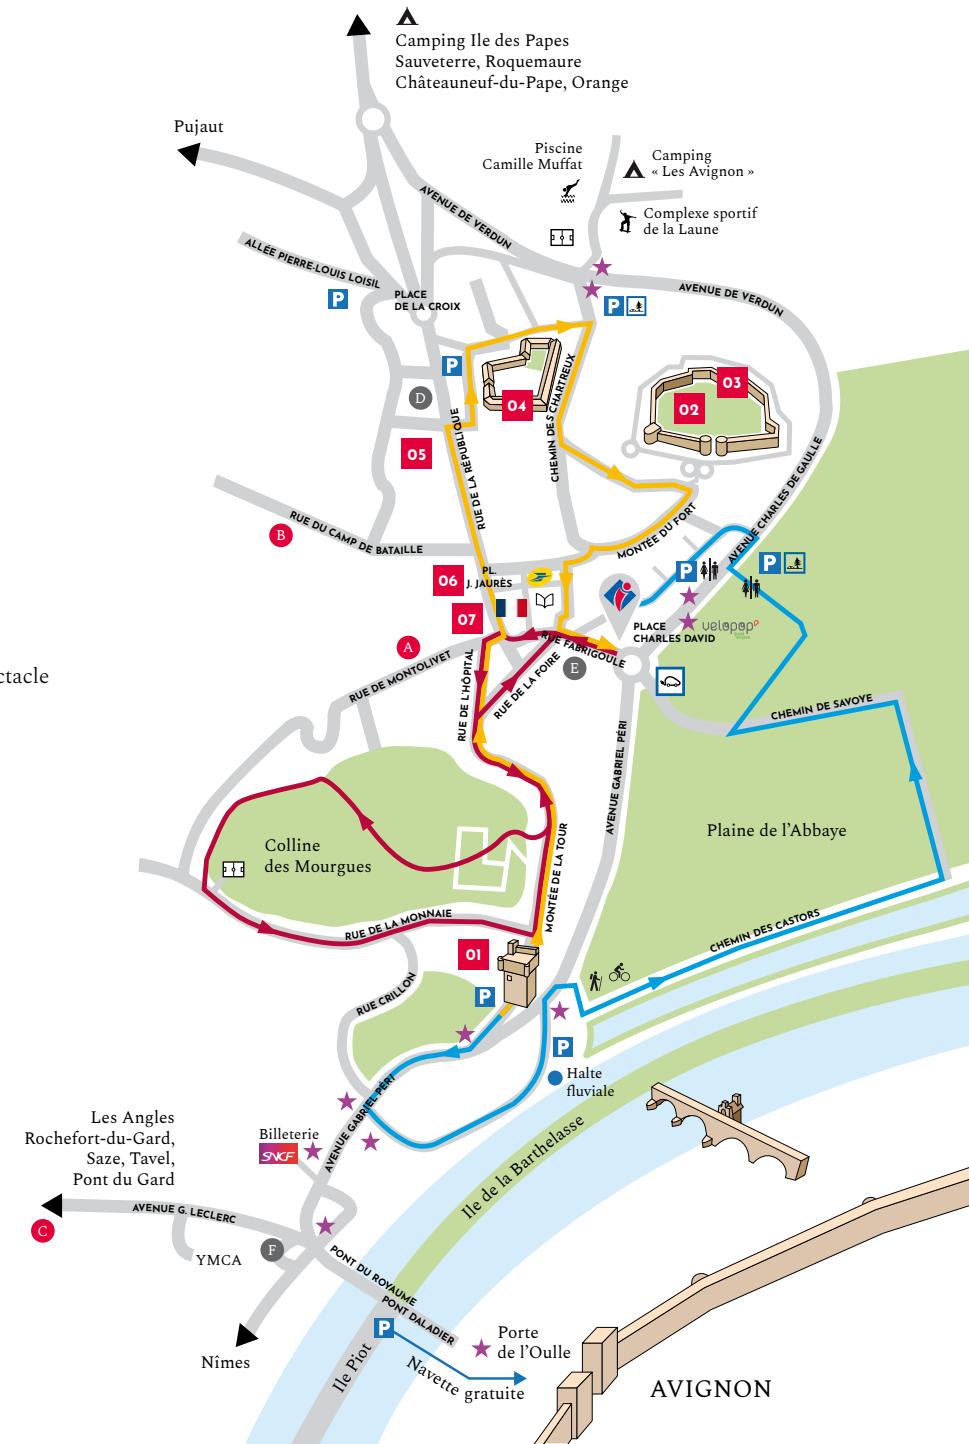 Camping Ile des Papes
Sauveterre, Roquemaure
Châteauneuf-du-Pape, Orange
Pujaut
Piscine
Camille Muffat
Camping
« Les Avignon »
Complexe sportif
de la Laune
AVENUE DE VERDUN
ALLÉE PIERRE-LOUIS LOISIL
P
PLACE
DE LA CROIX
P
AVENUE DE VERDUN
P
D
04
03
02
05
RUE DE LA RÉPUBLIQUE
CHEMIN DES CHARTREUX
AVENUE CHARLES DE GAULLE
B
RUE DU CAMP DE BATAILLE
MONTÉE DU FORT
06
PL.
J. JAURÈS
P
P
07
PLACE
CHARLES DAVID
velopop
A
RUE FABRIGOULE
E
RUE DE MONTOLIVET
RUE DE L'HÔPITAL
RUE DE LA FOIRE
ctacle
CHEMIN DE SAVOYE
AVENUE GABRIEL PÉRI
Plaine de l'Abbaye
Colline
des Mourgues
MONTÉE DE LA TOUR
RUE DE LA MONNAIE
CHEMIN DES CASTORS
01
P
RUE CRILLON
P
Halte
fluviale
AVENUE GABRIEL PÉRI
Les Angles
Rochefort-du-Gard,
Saze, Tavel,
Pont du Gard
Billeterie
SNCF
Ile de la Barthelasse
AVENUE G. LECLERC
C
YMCA
F
PONT DU ROYAUME
PONT DALADIER
P
Nîmes
Ile Piot
Navette gratuite
Porte
de l'Oulle
AVIGNON